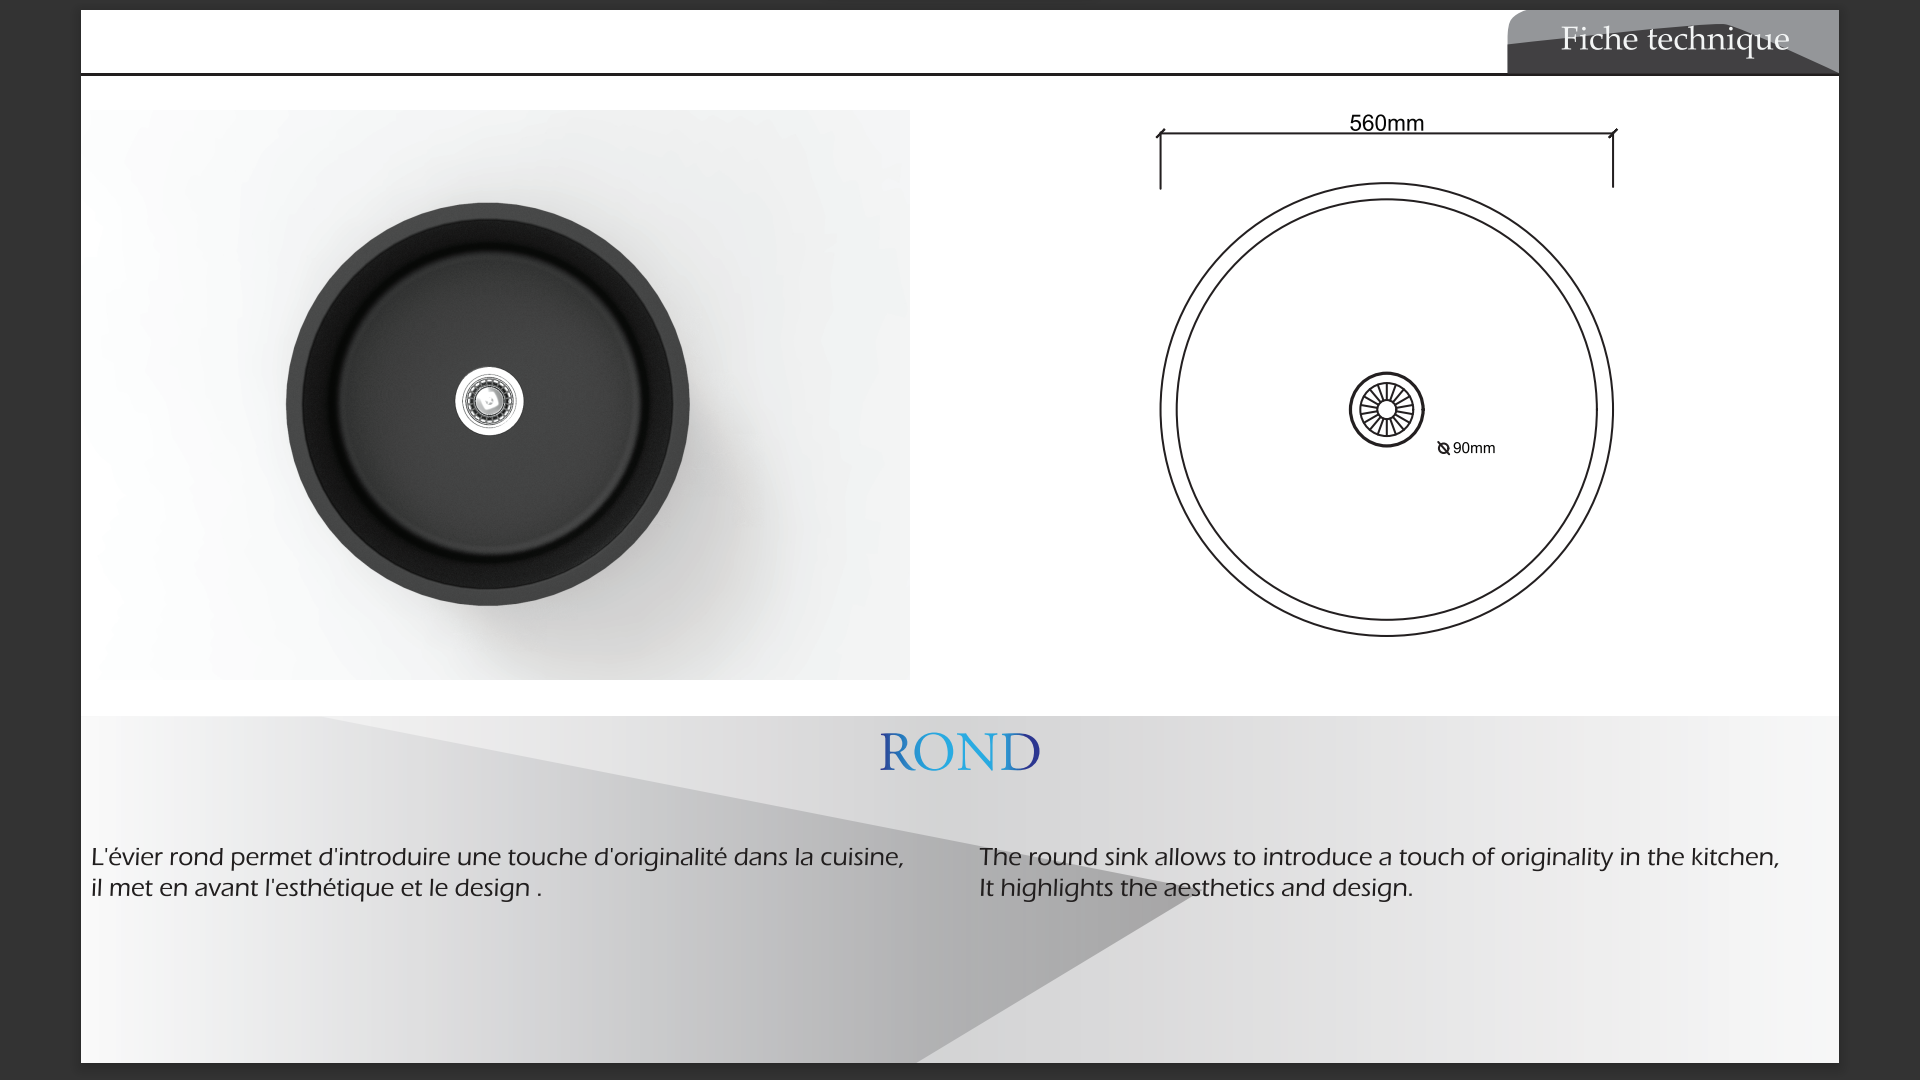 Fiche technique
560mm
Ø 90mm
ROND
L'évier rond permet d'introduire une touche d'originalité dans la cuisine,
il met en avant l'esthétique et le design .
The round sink allows to introduce a touch of originality in the kitchen,
It highlights the aesthetics and design.